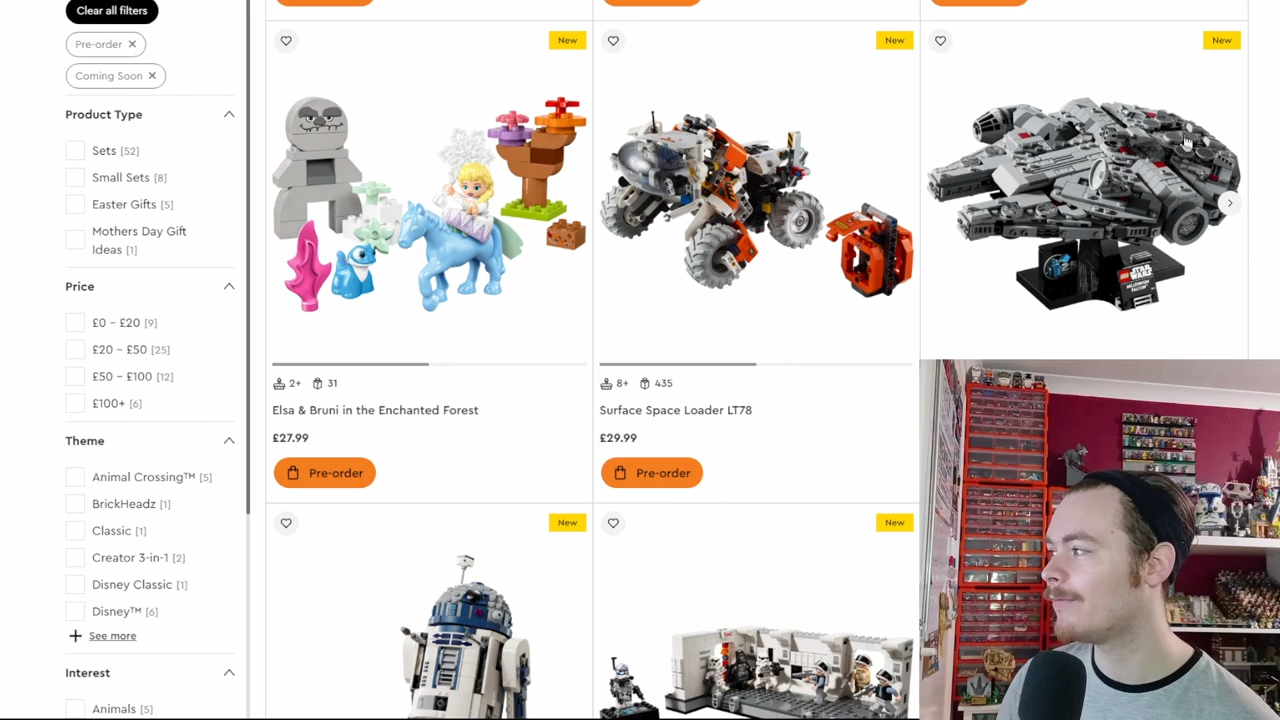 Clear all filters
Pre-order ✕
Coming Soon ✕
Product Type
Sets [52]
Small Sets [8]
Easter Gifts [5]
Mothers Day Gift
Ideas [1]
Price
£0 – £20 [9]
£20 – £50 [25]
£50 – £100 [12]
£100+ [6]
Theme
Animal Crossing™ [5]
BrickHeadz [1]
Classic [1]
Creator 3-in-1 [2]
Disney Classic [1]
Disney™ [6]
See more
Interest
Animals [5]
New
2+ 31
Elsa & Bruni in the Enchanted Forest
£27.99
Pre-order
New
8+ 435
Surface Space Loader LT78
£29.99
Pre-order
New
STAR
WARS
MILLENNIUM
FALCON
New
New